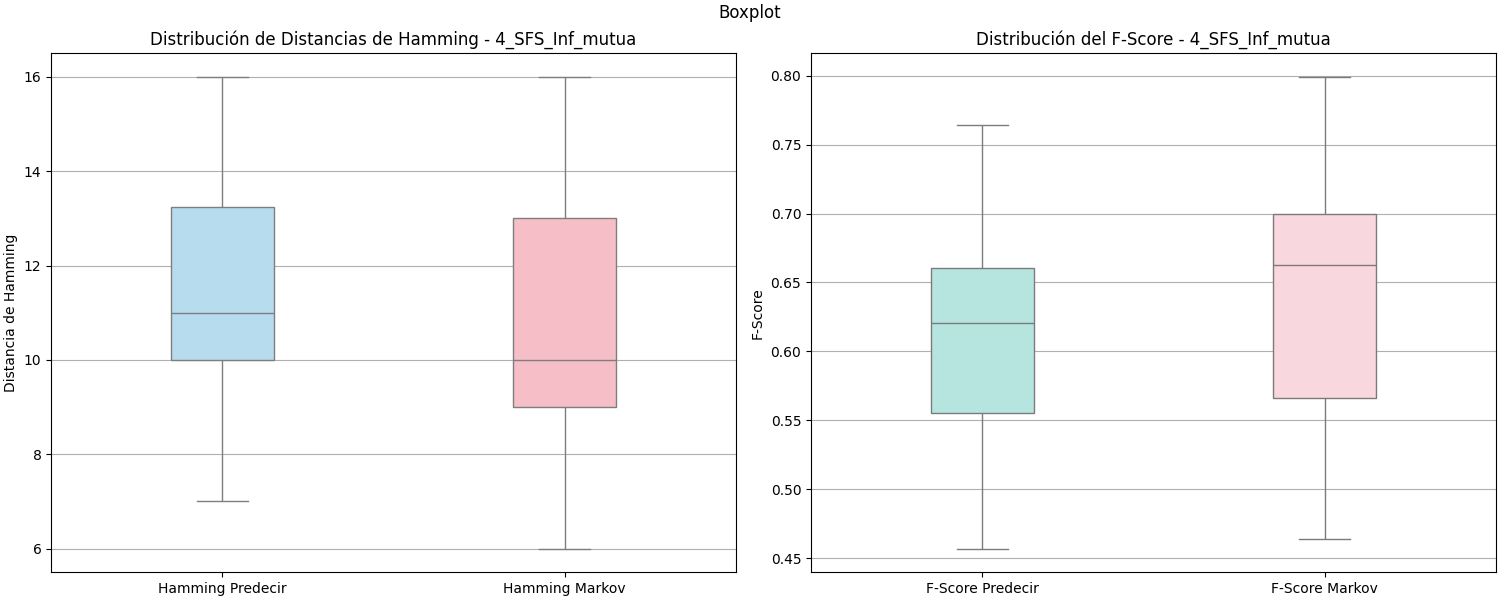 Boxplot
Distribución de Distancias de Hamming - 4_SFS_Inf_mutua
Distancia de Hamming
16
14
12
10
8
6
Hamming Predecir
Hamming Markov
Distribución del F-Score - 4_SFS_Inf_mutua
F-Score
0.80
0.75
0.70
0.65
0.60
0.55
0.50
0.45
F-Score Predecir
F-Score Markov